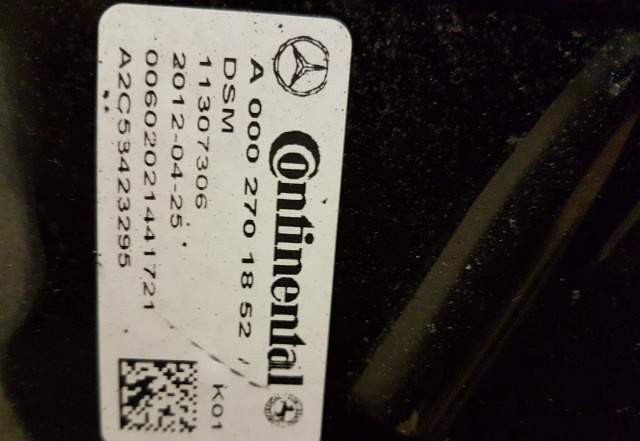 Continental
A 000 270 18 52
DSM K01
11307306
2012-04-25
00602021441721
A2C53423295